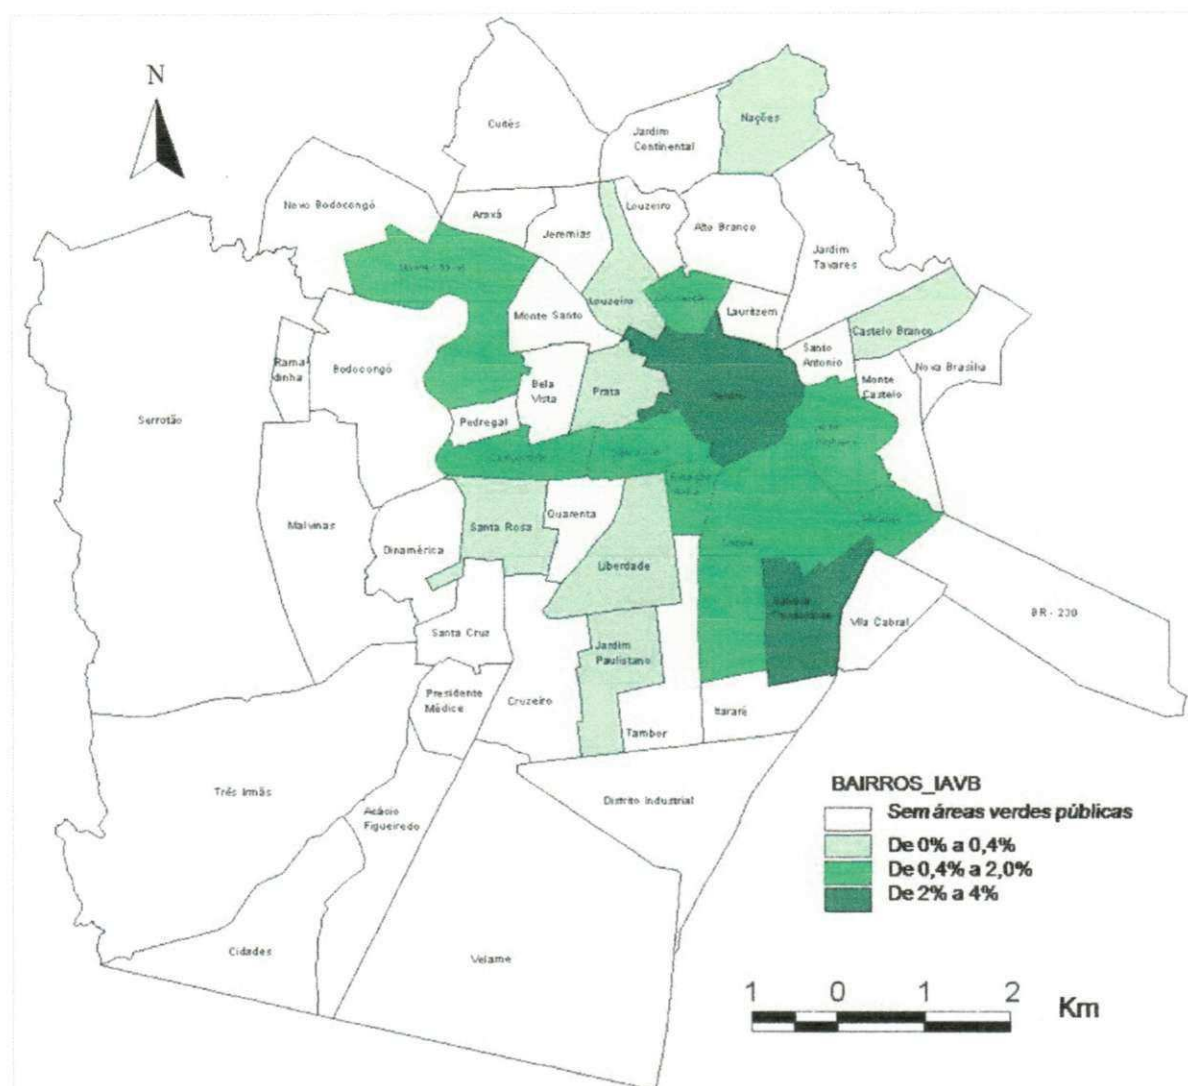 N
Cuités
Nações
Jardim
Continental
Novo Bodocongó
Araxá
Jeremias
Louzeiro
Alto Branco
Jardim
Tavares
Louzeiro
Monte Santo
Lauritzem
Castelo Branco
Santo
Antonio
Nova Brasília
Rama-
dinha
Bodocongó
Bela
Vista
Prata
Monte
Castelo
Centro
Serrotão
Pedregal
Malvinas
Santa Rosa
Quarenta
Dinamérica
Liberdade
Santa Cruz
Vila Cabral
BR - 230
Jardim
Paulistano
Presidente
Médice
Cruzeiro
Itararé
Tambor
Três Irmãs
Acácio
Figueiredo
Distrito Industrial
Cidades
Velame
BAIRROS_IAVB
Sem áreas verdes públicas
De 0% a 0,4%
De 0,4% a 2,0%
De 2% a 4%
1 0 1 2
Km